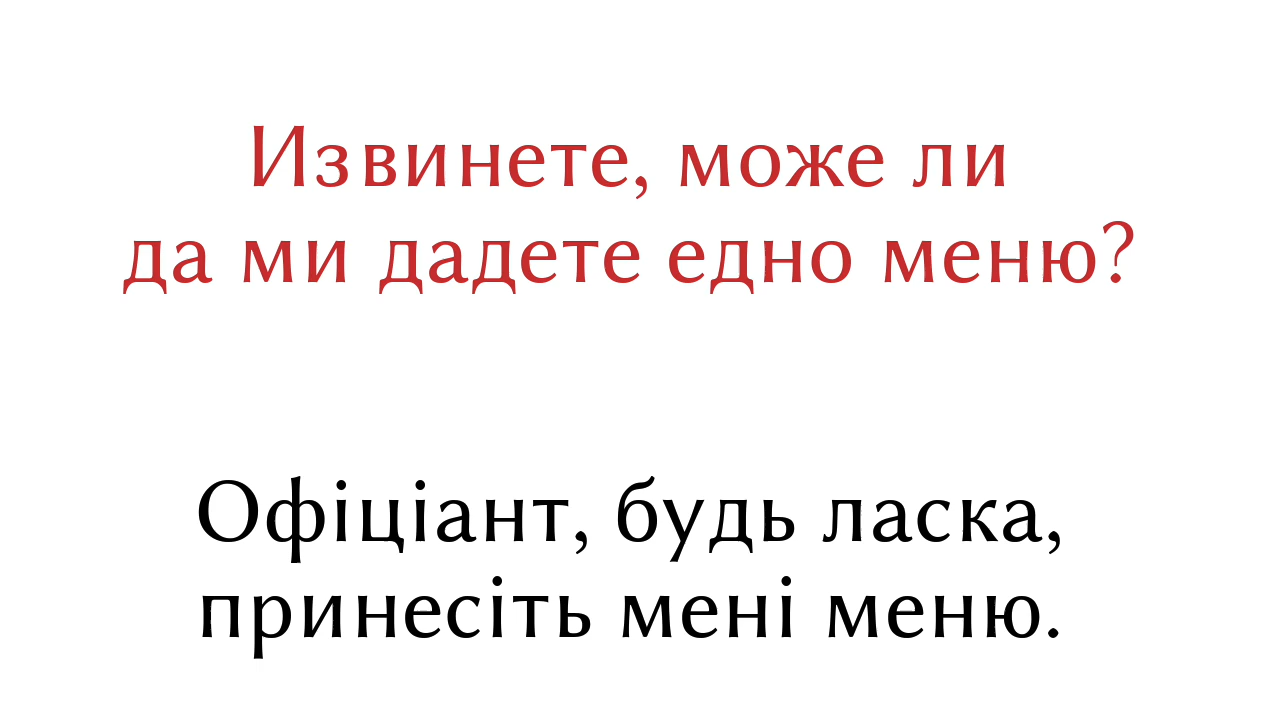 Извинете, може ли
да ми дадете едно меню?
Офіціант, будь ласка,
принесіть мені меню.